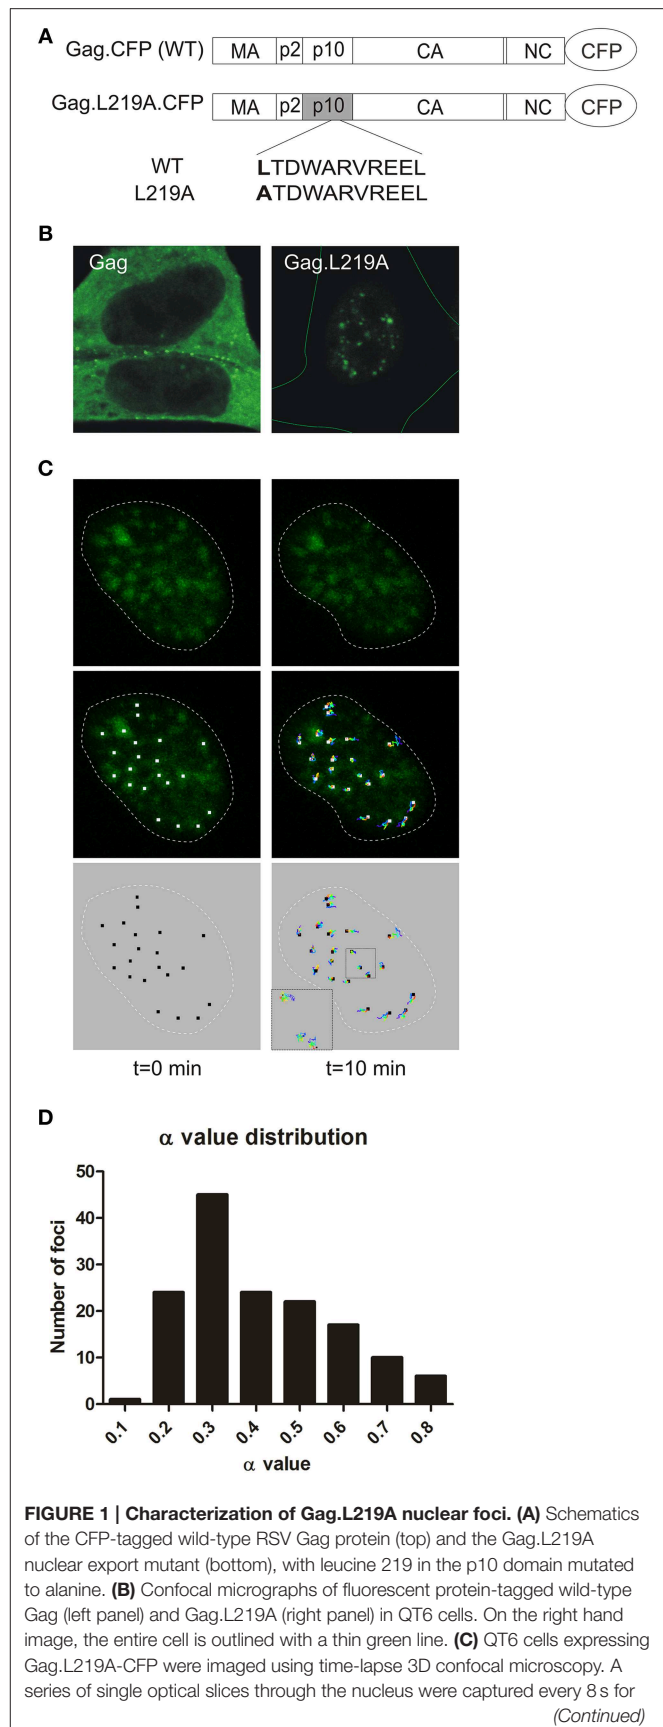 A
Gag.CFP (WT) MA p2 p10 CA NC CFP
Gag.L219A.CFP MA p2 p10 CA NC CFP
WT LTDWARVREEL
L219A ATDWARVREEL
B
Gag Gag.L219A
C
t=0 min t=10 min
D
α value distribution
Number of foci
50
40
30
20
10
0
0.1 0.2 0.3 0.4 0.5 0.6 0.7 0.8
α value
FIGURE 1 | Characterization of Gag.L219A nuclear foci. (A) Schematics
of the CFP-tagged wild-type RSV Gag protein (top) and the Gag.L219A
nuclear export mutant (bottom), with leucine 219 in the p10 domain mutated
to alanine. (B) Confocal micrographs of fluorescent protein-tagged wild-type
Gag (left panel) and Gag.L219A (right panel) in QT6 cells. On the right hand
image, the entire cell is outlined with a thin green line. (C) QT6 cells expressing
Gag.L219A-CFP were imaged using time-lapse 3D confocal microscopy. A
series of single optical slices through the nucleus were captured every 8 s for
(Continued)